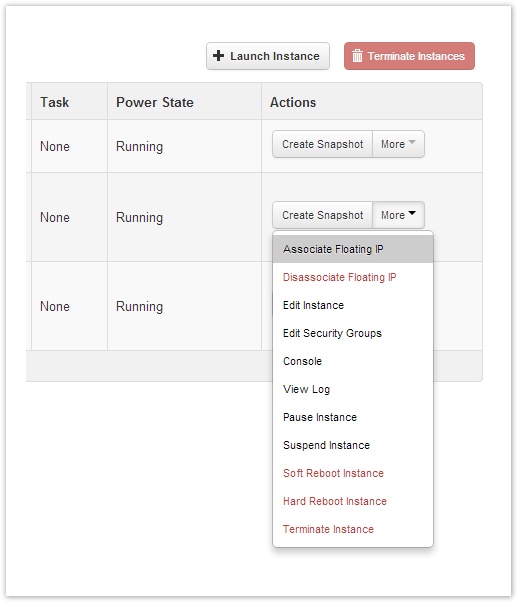 Launch Instance Terminate Instances
Task Power State Actions
None Running Create Snapshot More
None Running Create Snapshot More
Associate Floating IP
Disassociate Floating IP
None Running Edit Instance
Edit Security Groups
Console
View Log
Pause Instance
Suspend Instance
Soft Reboot Instance
Hard Reboot Instance
Terminate Instance